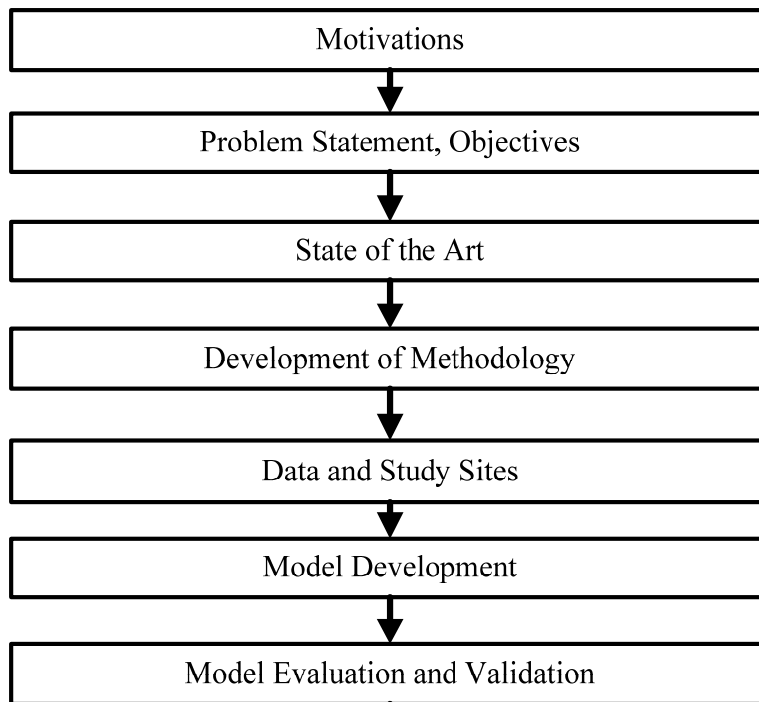 Motivations
Problem Statement, Objectives
State of the Art
Development of Methodology
Data and Study Sites
Model Development
Model Evaluation and Validation